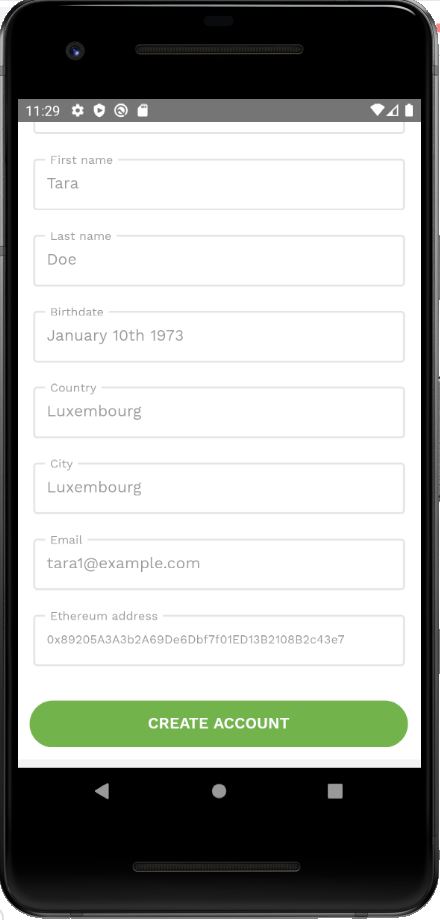 11:29
First name
Tara
Last name
Doe
Birthdate
January 10th 1973
Country
Luxembourg
City
Luxembourg
Email
tara1@example.com
Ethereum address
0x89205A3A3b2A69De6Dbf7f01ED13B2108B2c43e7
CREATE ACCOUNT